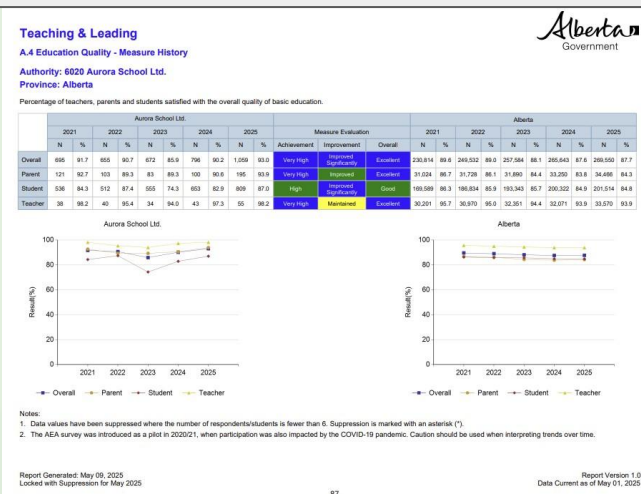 Teaching & Leading
Alberta
Government
A.4 Education Quality - Measure History
Authority: 6020 Aurora School Ltd.
Province: Alberta
Percentage of teachers, parents and students satisfied with the overall quality of basic education.
Aurora School Ltd. Alberta
2021 2022 2023 2024 2025 Measure Evaluation 2021 2022 2023 2024 2025
N % N % N % N % N % Achievement Improvement Overall N % N % N % N % N %
Overall 695 91.7 655 90.7 672 85.9 796 90.2 1,059 93.0 Very High Improved Significantly Excellent 230,814 89.6 249,532 89.0 257,584 88.1 265,643 87.6 269,550 87.7
Parent 121 92.7 103 89.3 83 89.3 100 90.6 195 93.9 Very High Improved Excellent 31,024 86.7 31,728 86.1 31,890 84.4 33,250 83.8 34,466 84.3
Student 536 84.3 512 87.4 555 74.3 653 82.9 809 87.0 High Improved Significantly Good 169,589 86.3 186,834 85.9 193,343 85.7 200,322 84.9 201,514 84.8
Teacher 38 98.2 40 95.4 34 94.0 43 97.3 55 98.2 Very High Maintained Excellent 30,201 95.7 30,970 95.0 32,351 94.4 32,071 93.9 33,570 93.9
Aurora School Ltd.
Result(%)
100
80
60
40
20
0
2021 2022 2023 2024 2025
Overall Parent Student Teacher
Alberta
Result(%)
100
80
60
40
20
0
2021 2022 2023 2024 2025
Overall Parent Student Teacher
Notes:
1. Data values have been suppressed where the number of respondents/students is fewer than 6. Suppression is marked with an asterisk (*).
2. The AEA survey was introduced as a pilot in 2020/21, when participation was also impacted by the COVID-19 pandemic. Caution should be used when interpreting trends over time.
Report Generated: May 09, 2025
Locked with Suppression for May 2025
Report Version 1.0
Data Current as of May 01, 2025
87